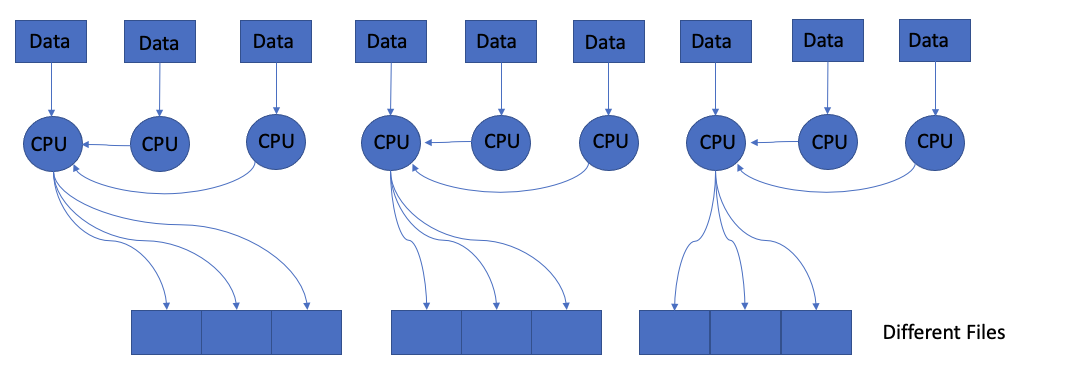 Data Data Data Data Data Data Data Data Data
CPU CPU CPU CPU CPU CPU CPU CPU CPU
Different Files